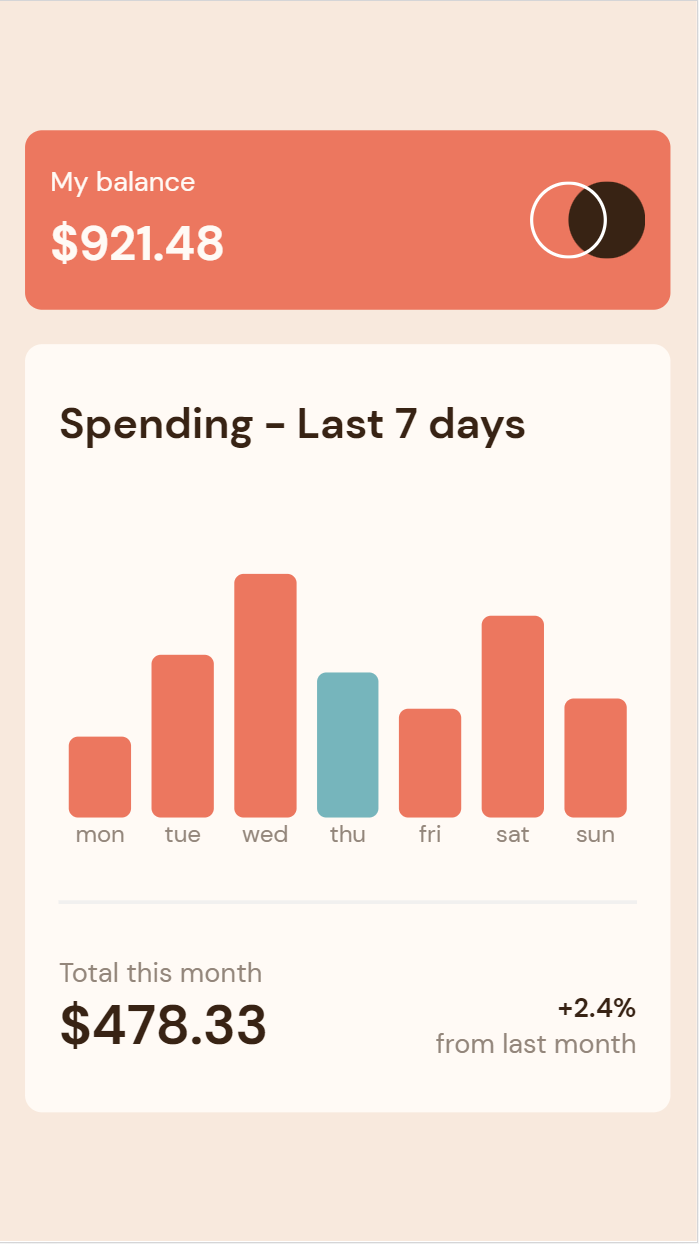 My balance
$921.48
Spending - Last 7 days
mon tue wed thu fri sat sun
Total this month
$478.33
+2.4%
from last month